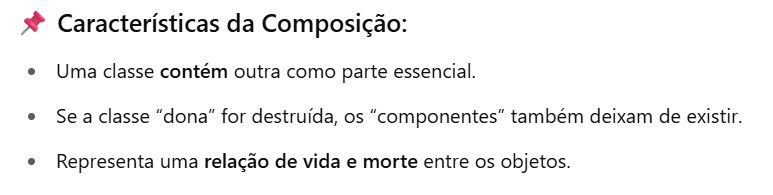 📌 Características da Composição:
• Uma classe contém outra como parte essencial.
• Se a classe “dona” for destruída, os “componentes” também deixam de existir.
• Representa uma relação de vida e morte entre os objetos.